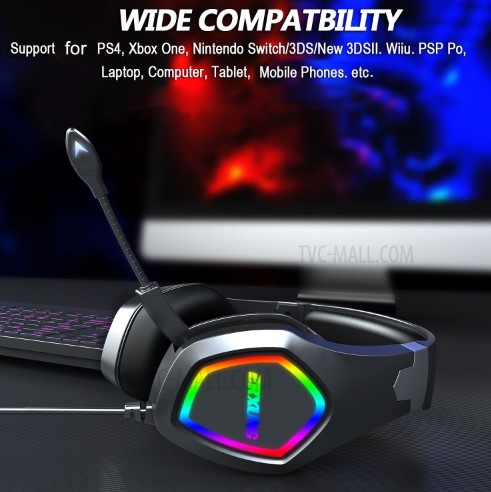 WIDE COMPATBILITY
Support for PS4, Xbox One, Nintendo Switch/3DS/New 3DSII. Wiiu. PSP Po,
Laptop, Computer, Tablet, Mobile Phones. etc.
TVC-MALL.COM